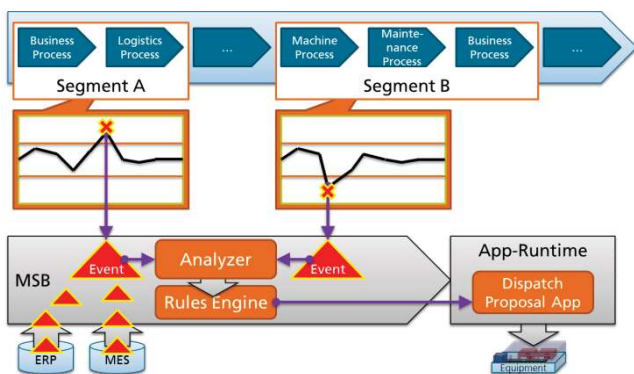 Business
Process
Logistics
Process
...
Machine
Process
Mainte-
nance
Process
Business
Process
...
Segment A
Segment B
MSB
Event
Analyzer
Event
Rules Engine
App-Runtime
Dispatch
Proposal App
ERP
MES
Equipment